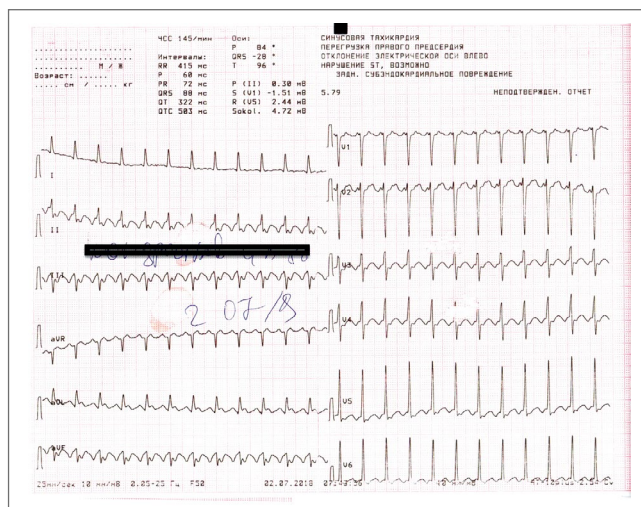 ЧСС 145/мин
Интервалы:
RR 415 мс
P 60 мс
PR 72 мс
QRS 88 мс
QT 322 мс
QTC 503 мс
Оси:
P 84 °
QRS -28 °
T 96 °
P (II) 0.30 мВ
S (V1) -1.51 мВ
R (V5) 2.44 мВ
Sokol. 4.72 мВ
М / Ж
Возраст: ......
..... см / ..... кг
СИНУСОВАЯ ТАХИКАРДИЯ
ПЕРЕГРУЗКА ПРАВОГО ПРЕДСЕРДИЯ
ОТКЛОНЕНИЕ ЭЛЕКТРИЧЕСКОЙ ОСИ ВЛЕВО
НАРУШЕНИЕ ST, ВОЗМОЖНО
ЗАДН. СУБЭНДОКАРДИАЛЬНОЕ ПОВРЕЖДЕНИЕ
5.79 НЕПОДТВЕРЖДЕН. ОТЧЕТ
I
II
III
aVR
aVL
aVF
V1
V2
V3
V4
V5
V6
2 07/8
25мм/сек 10 мм/мВ 0.05-25 Гц F50 02.07.2018